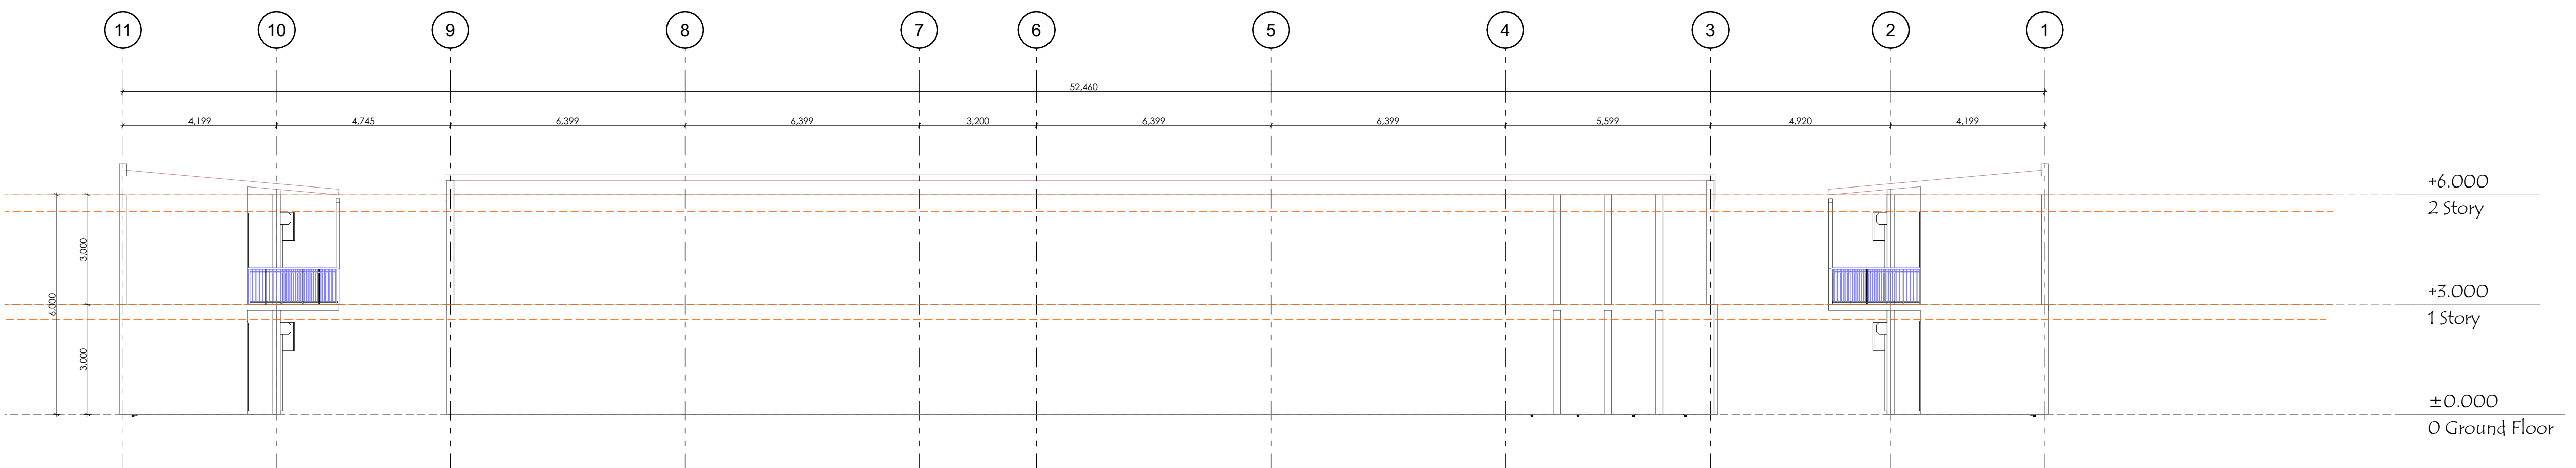 11 10 9 8 7 6 5 4 3 2 1
52,460
4,199 4,745 6,399 6,399 3,200 6,399 6,399 5,599 4,920 4,199
+6.000
2 Story
3,000
6,000
+3.000
1 Story
3,000
±0.000
0 Ground Floor